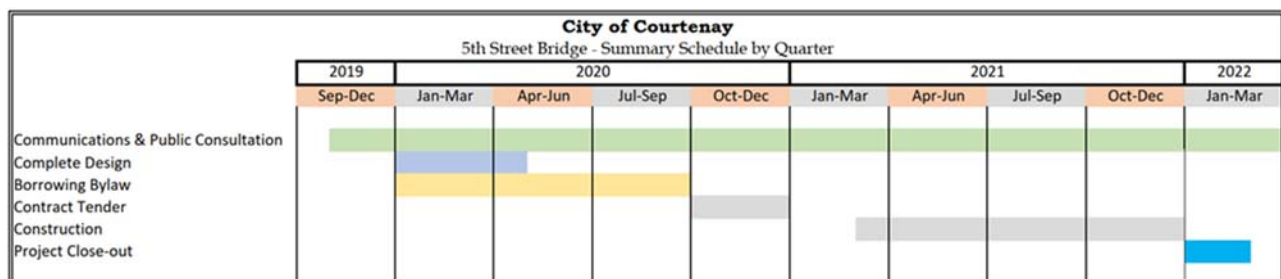 City of Courtenay
5th Street Bridge - Summary Schedule by Quarter
2019 2020 2021 2022
Sep-Dec Jan-Mar Apr-Jun Jul-Sep Oct-Dec Jan-Mar Apr-Jun Jul-Sep Oct-Dec Jan-Mar
Communications & Public Consultation
Complete Design
Borrowing Bylaw
Contract Tender
Construction
Project Close-out